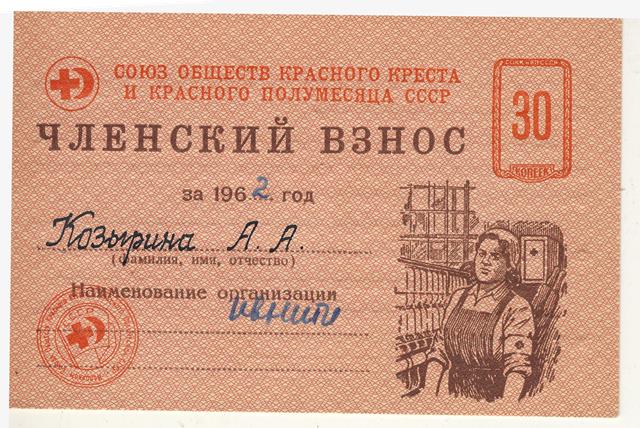 СОЮЗ ОБЩЕСТВ КРАСНОГО КРЕСТА
И КРАСНОГО ПОЛУМЕСЯЦА СССР
30
КОПЕЕК
ЧЛЕНСКИЙ ВЗНОС
за 1962. год
Козырина А. А.
(фамилия, имя, отчество)
Наименование организации
ивнити